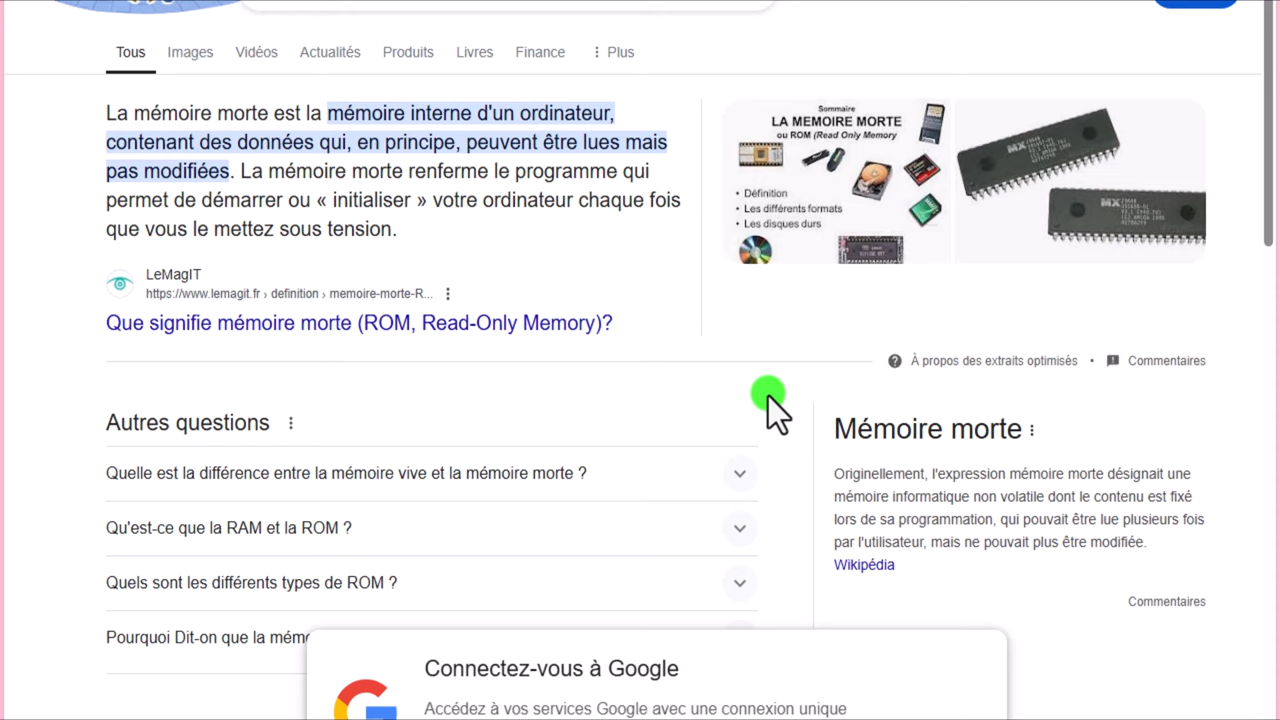 Tous Images Vidéos Actualités Produits Livres Finance Plus
La mémoire morte est la mémoire interne d'un ordinateur,
contenant des données qui, en principe, peuvent être lues mais
pas modifiées. La mémoire morte renferme le programme qui
permet de démarrer ou « initialiser » votre ordinateur chaque fois
que vous le mettez sous tension.
LeMagIT
https://www.lemagit.fr › definition › memoire-morte-R...
Que signifie mémoire morte (ROM, Read-Only Memory)?
Sommaire
LA MEMOIRE MORTE
ou ROM (Read Only Memory
• Définition
• Les différents formats
• Les disques durs
MX
MX
À propos des extraits optimisés • Commentaires
Autres questions
Quelle est la différence entre la mémoire vive et la mémoire morte ?
Qu'est-ce que la RAM et la ROM ?
Quels sont les différents types de ROM ?
Pourquoi Dit-on que la mém
Mémoire morte
Originellement, l'expression mémoire morte désignait une
mémoire informatique non volatile dont le contenu est fixé
lors de sa programmation, qui pouvait être lue plusieurs fois
par l'utilisateur, mais ne pouvait plus être modifiée.
Wikipédia
Commentaires
Connectez-vous à Google
Accédez à vos services Google avec une connexion unique